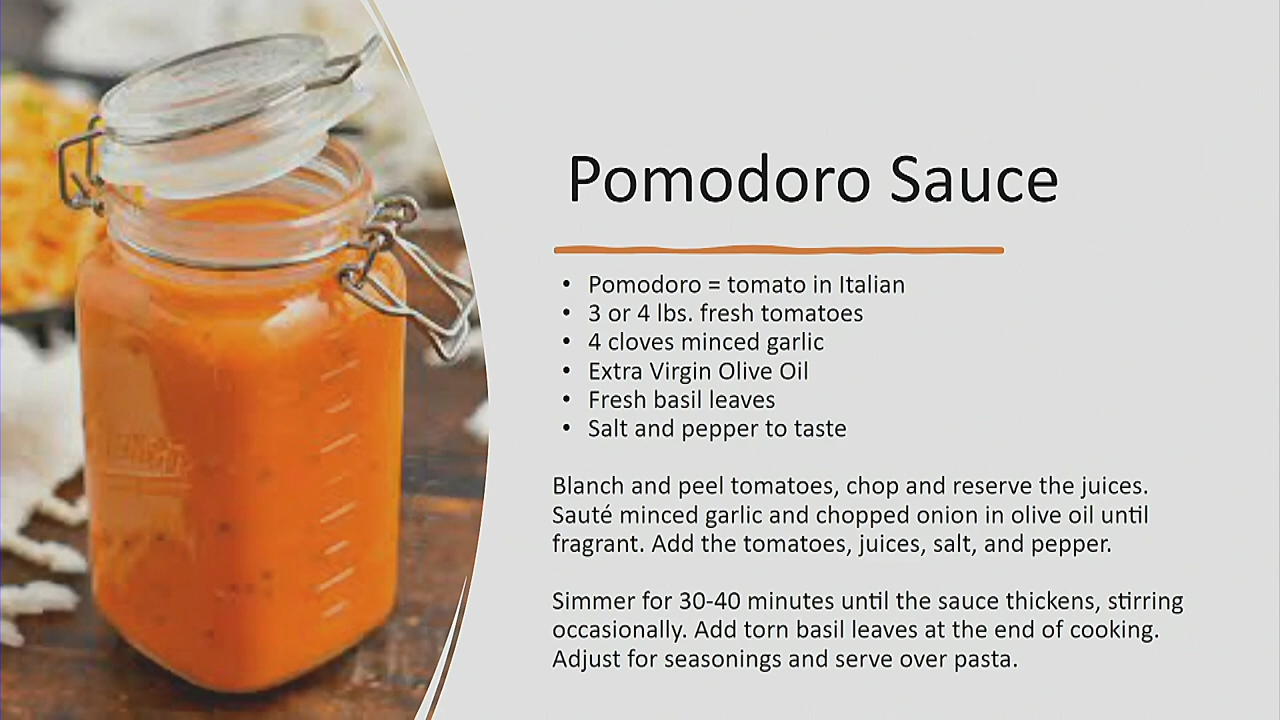 Pomodoro Sauce
• Pomodoro = tomato in Italian
• 3 or 4 lbs. fresh tomatoes
• 4 cloves minced garlic
• Extra Virgin Olive Oil
• Fresh basil leaves
• Salt and pepper to taste
Blanch and peel tomatoes, chop and reserve the juices.
Sauté minced garlic and chopped onion in olive oil until
fragrant. Add the tomatoes, juices, salt, and pepper.
Simmer for 30-40 minutes until the sauce thickens, stirring
occasionally. Add torn basil leaves at the end of cooking.
Adjust for seasonings and serve over pasta.